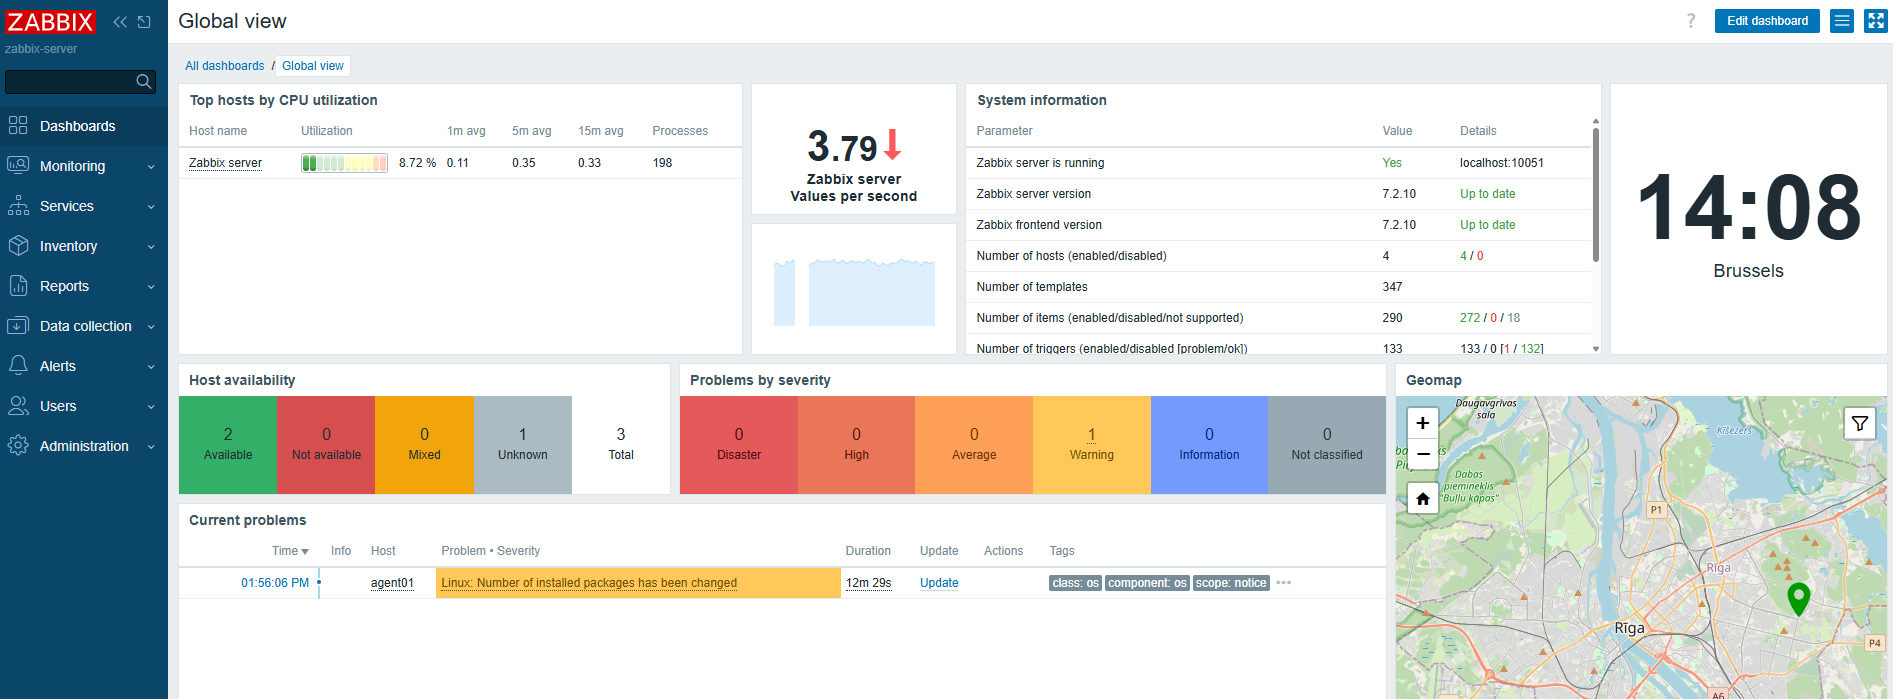 ZABBIX
zabbix-server
Dashboards
Monitoring
Services
Inventory
Reports
Data collection
Alerts
Users
Administration
Global view
? Edit dashboard
All dashboards / Global view
Top hosts by CPU utilization
Host name Utilization 1m avg 5m avg 15m avg Processes
Zabbix server 8.72 % 0.11 0.35 0.33 198
3.79
Zabbix server
Values per second
System information
Parameter Value Details
Zabbix server is running Yes localhost:10051
Zabbix server version 7.2.10 Up to date
Zabbix frontend version 7.2.10 Up to date
Number of hosts (enabled/disabled) 4 4 / 0
Number of templates 347
Number of items (enabled/disabled/not supported) 290 272 / 0 / 18
Number of triggers (enabled/disabled [problem/ok]) 133 133 / 0 [1 / 132]
14:08
Brussels
Host availability
2 0 0 1 3
Available Not available Mixed Unknown Total
Problems by severity
0 0 0 1 0 0
Disaster High Average Warning Information Not classified
Current problems
Time Info Host Problem • Severity Duration Update Actions Tags
01:56:06 PM agent01 Linux: Number of installed packages has been changed 12m 29s Update class: os component: os scope: notice
Geomap
+
−
Daugavgrīvas
sala
Ķīšezers
Dabas
piemineklis
"Buļļu kāpas"
P1
Rīga
Rīga
P4
A6